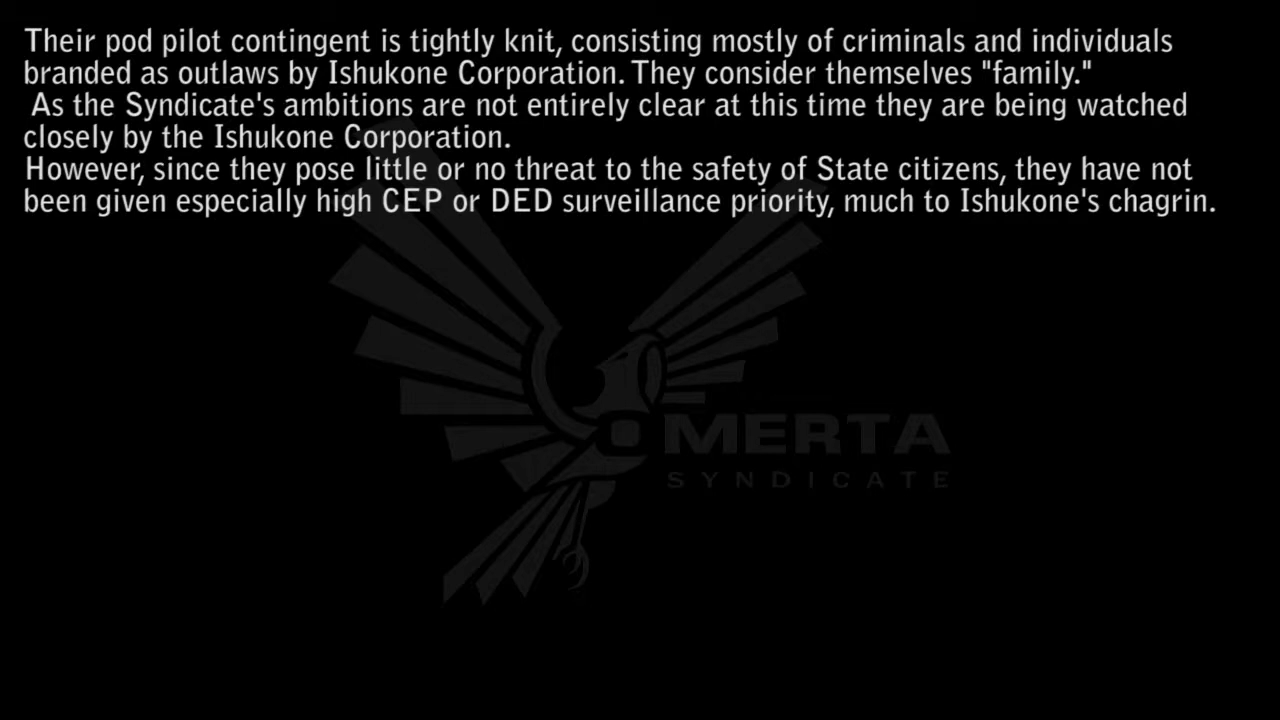 Their pod pilot contingent is tightly knit, consisting mostly of criminals and individuals
branded as outlaws by Ishukone Corporation. They consider themselves "family."
As the Syndicate's ambitions are not entirely clear at this time they are being watched
closely by the Ishukone Corporation.
However, since they pose little or no threat to the safety of State citizens, they have not
been given especially high CEP or DED surveillance priority, much to Ishukone's chagrin.
OMERTA
SYNDICATE